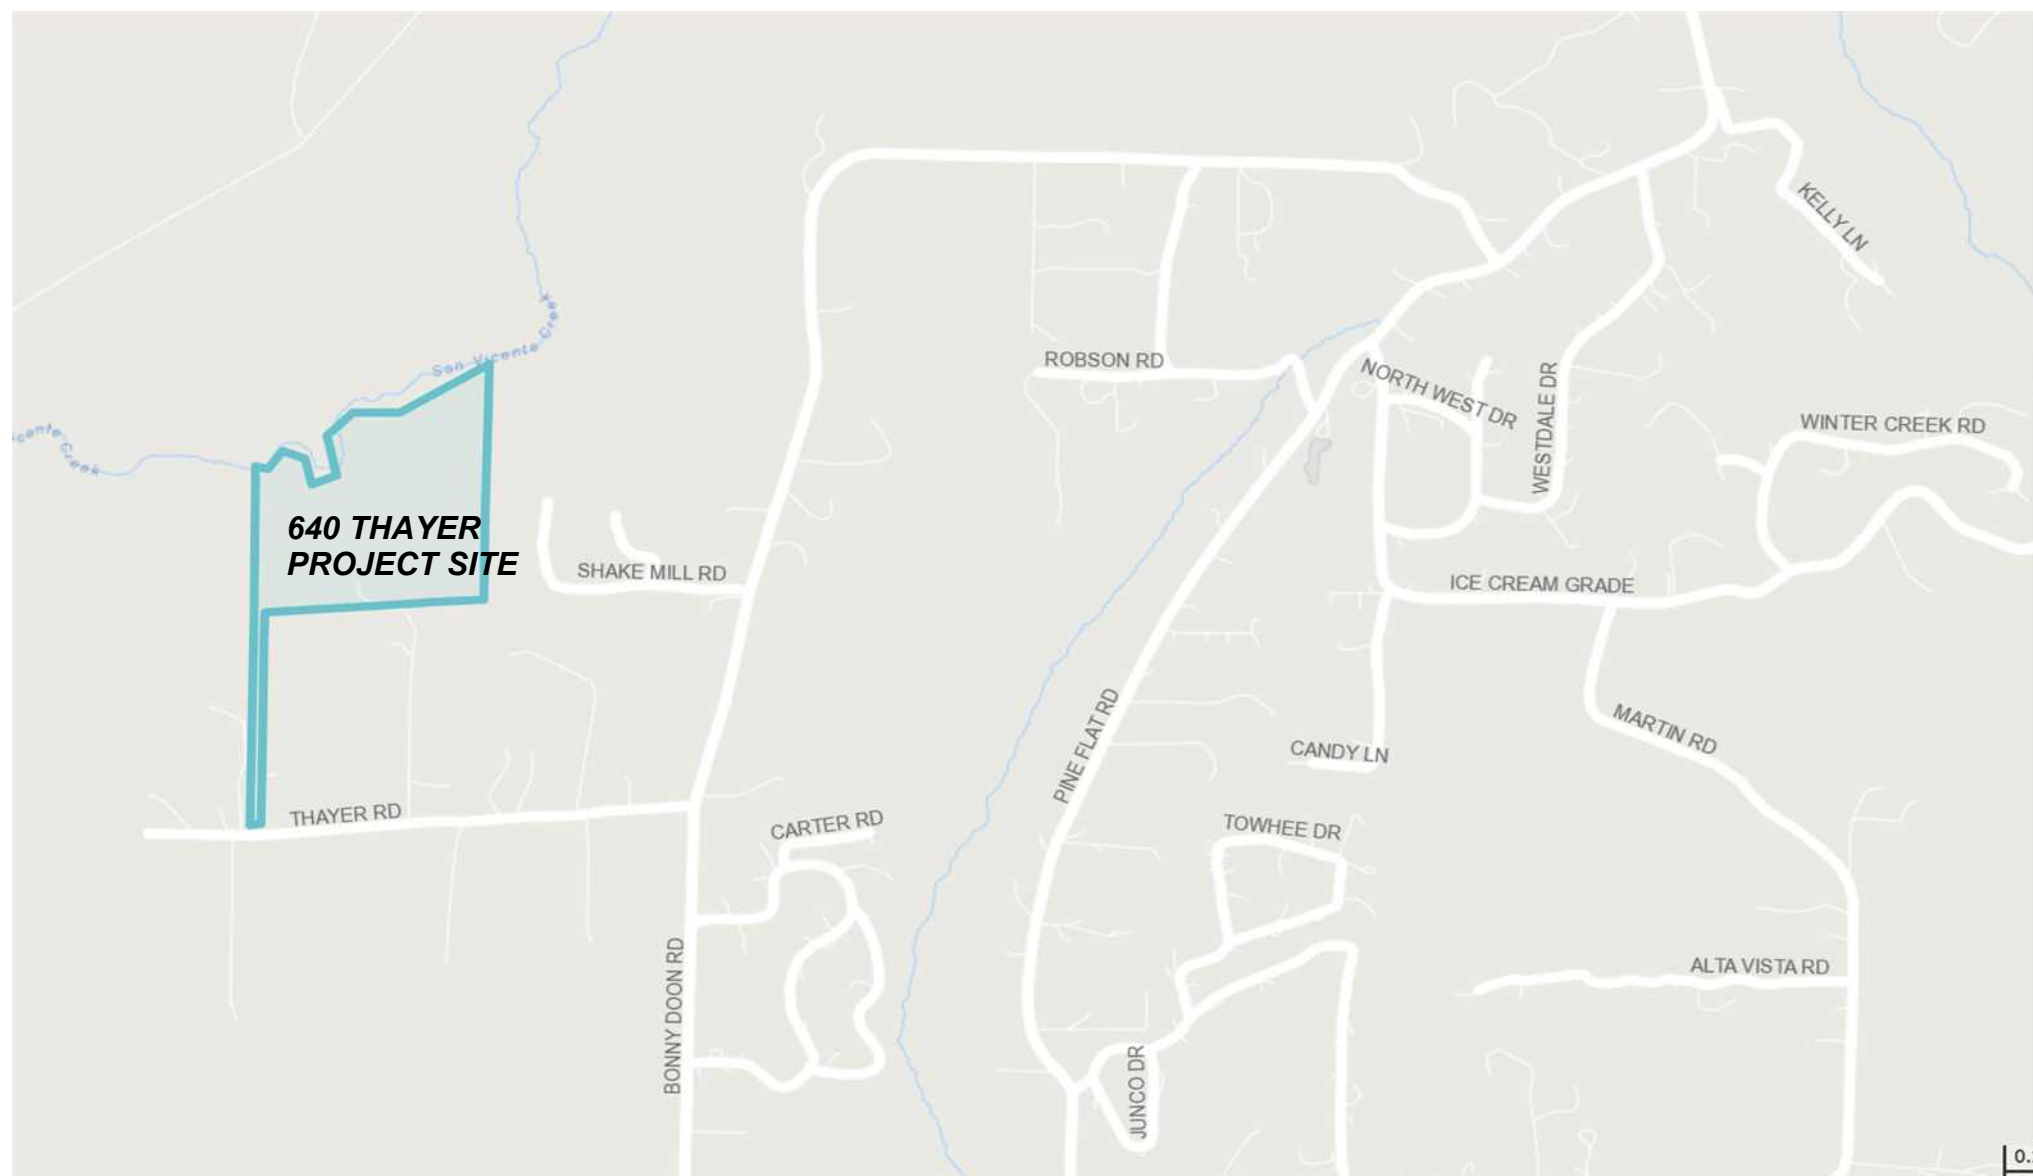 KELLY LN
San Vicente Creek
ROBSON RD
NORTH WEST DR
WESTDALE DR
WINTER CREEK RD
icente Creek
640 THAYER
PROJECT SITE
SHAKE MILL RD
ICE CREAM GRADE
PINE FLAT RD
MARTIN RD
CANDY LN
THAYER RD
CARTER RD
TOWHEE DR
BONNY DOON RD
ALTA VISTA RD
JUNCO DR